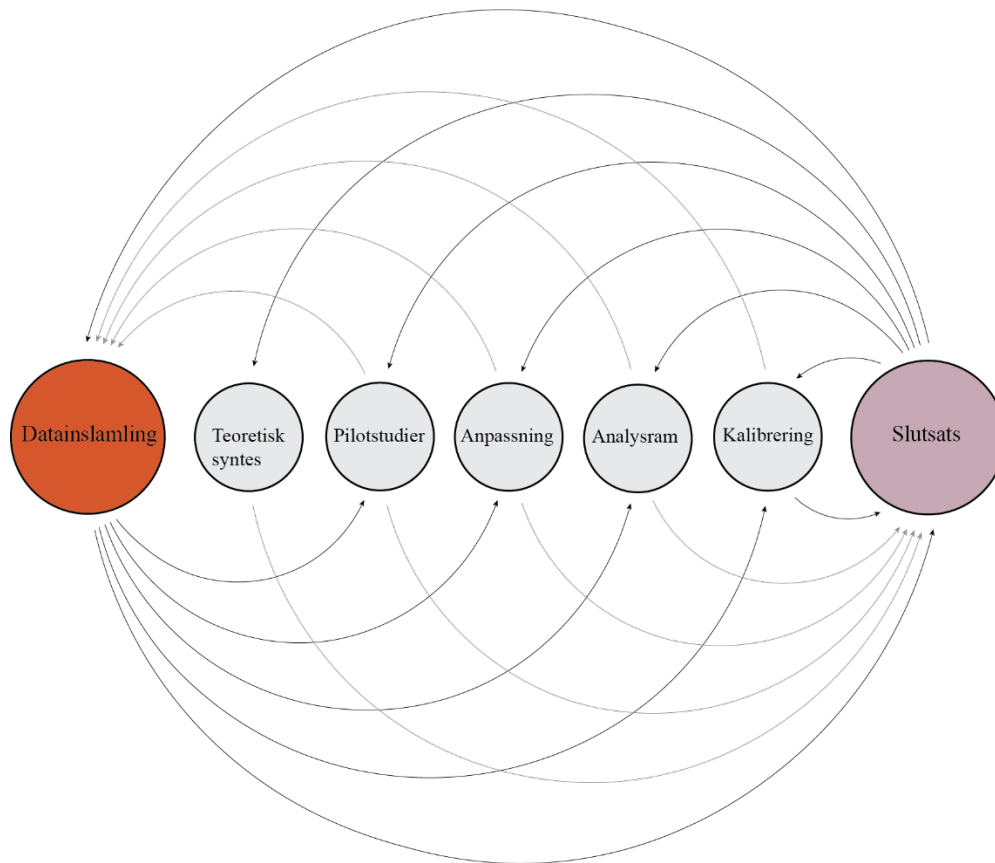 Datainslamling
Teoretisk
syntes
Pilotstudier
Anpassning
Analysram
Kalibrering
Slutsats